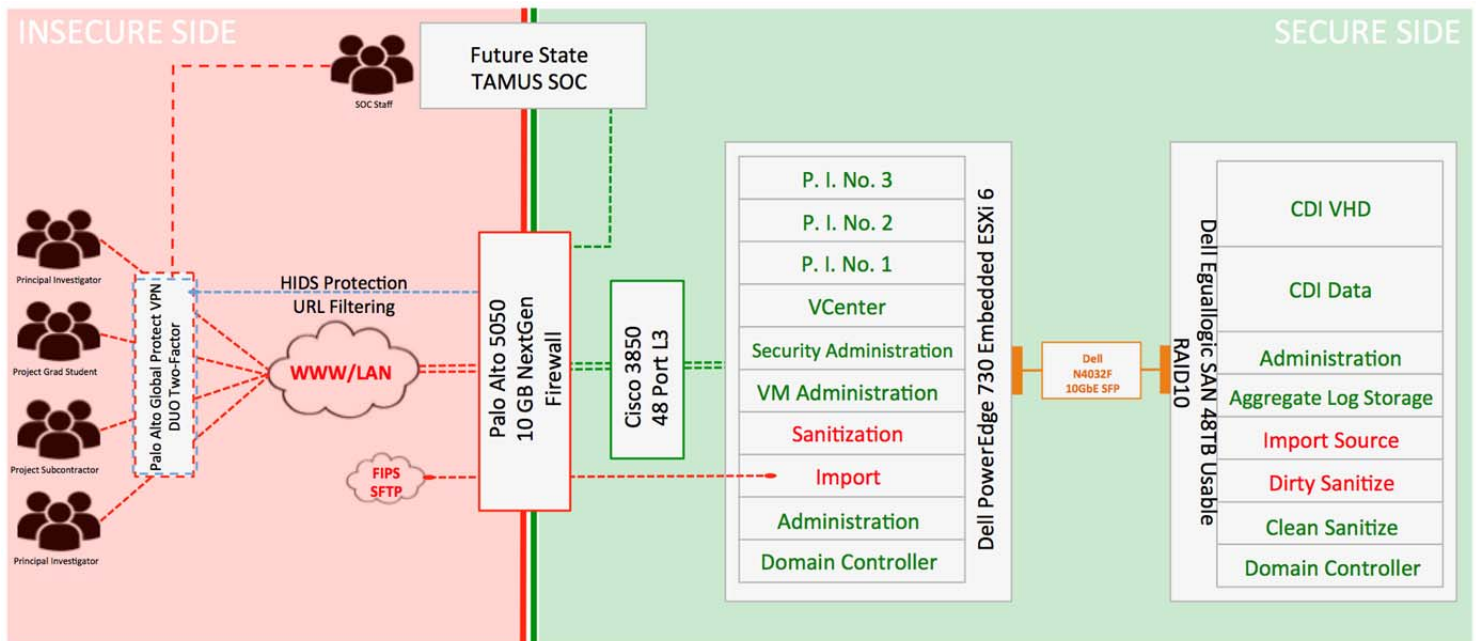 INSECURE SIDE
SECURE SIDE
Future State
TAMUS SOC
SOC Staff
Principal Investigator
Project Grad Student
Project Subcontractor
Principal Investigator
Palo Alto Global Protect VPN
DUO Two-Factor
HIDS Protection
URL Filtering
WWW/LAN
FIPS
SFTP
Palo Alto 5050
10 GB NextGen
Firewall
Cisco 3850
48 Port L3
P. I. No. 3
P. I. No. 2
P. I. No. 1
VCenter
Security Administration
VM Administration
Sanitization
Import
Administration
Domain Controller
Dell PowerEdge 730 Embedded ESXi 6
Dell
N4032F
10GbE SFP
Dell Eguallogic SAN 48TB Usable
RAID10
CDI VHD
CDI Data
Administration
Aggregate Log Storage
Import Source
Dirty Sanitize
Clean Sanitize
Domain Controller